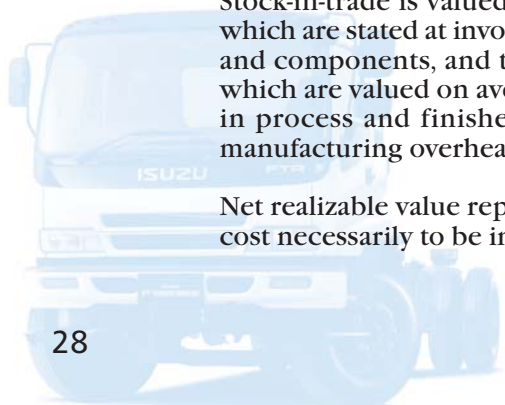 Stock-in-trade is valued
which are stated at invo
and components, and t
which are valued on ave
in process and finishe
manufacturing overhea
Net realizable value rep
cost necessarily to be in
ISUZU
FTR
28